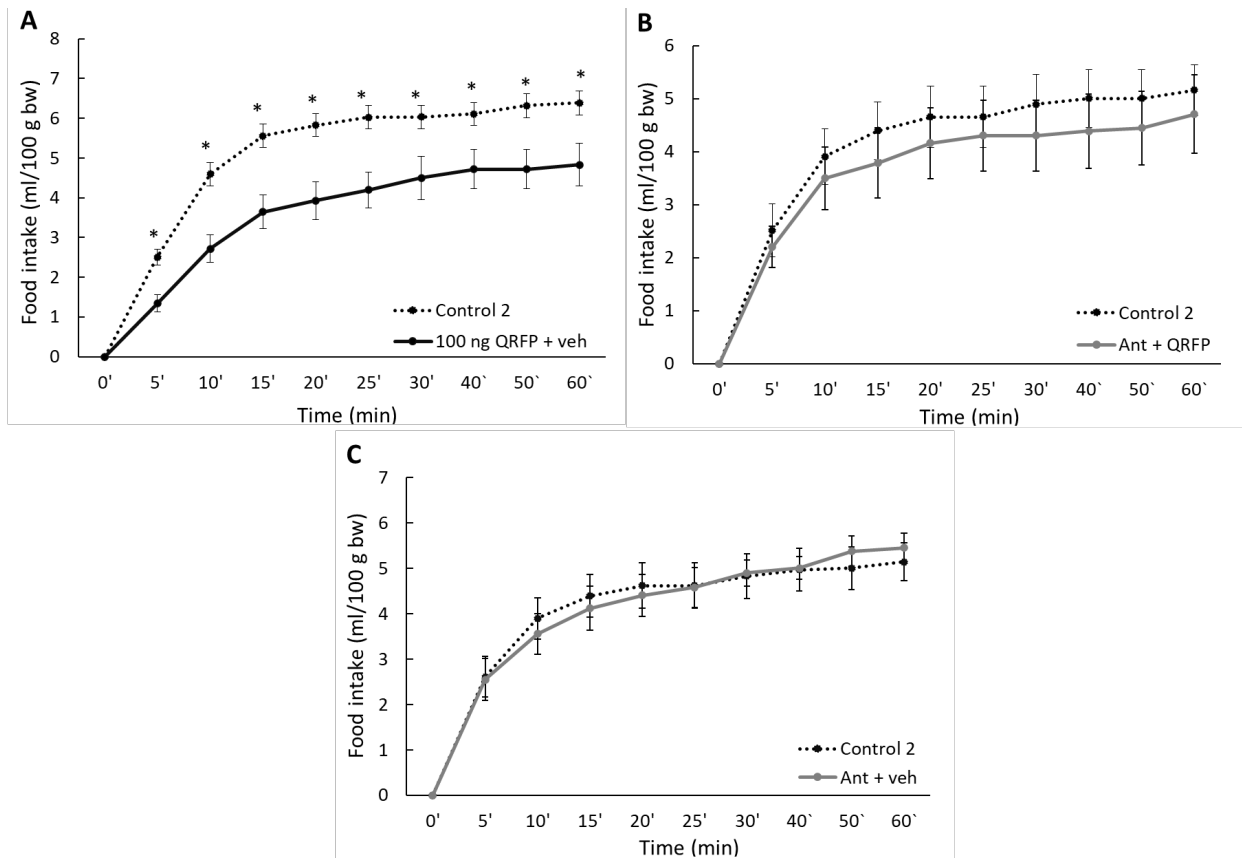 A
Food intake (ml/100 g bw)
8
7
6
5
4
3
2
1
0
* * * * * * * * *
Control 2
100 ng QRFP + veh
0' 5' 10' 15' 20' 25' 30' 40` 50` 60`
Time (min)
B
Food intake (ml/100 g bw)
6
5
4
3
2
1
0
Control 2
Ant + QRFP
0' 5' 10' 15' 20' 25' 30' 40` 50` 60`
Time (min)
C
Food intake (ml/100 g bw)
7
6
5
4
3
2
1
0
Control 2
Ant + veh
0' 5' 10' 15' 20' 25' 30' 40` 50` 60`
Time (min)